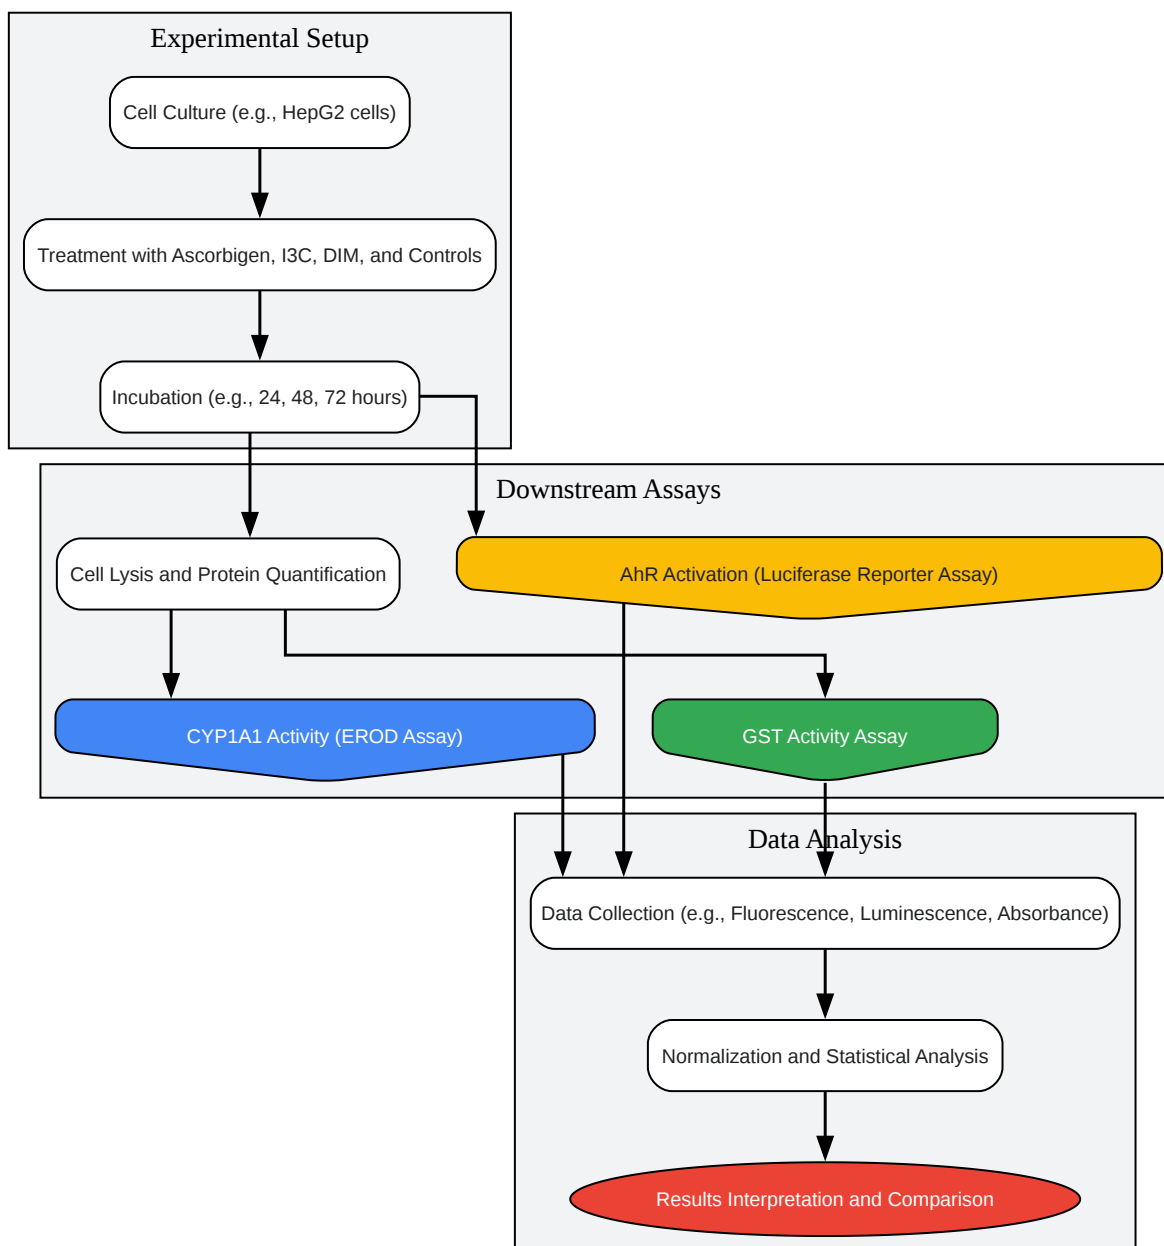 Experimental Setup
Cell Culture (e.g., HepG2 cells)
Treatment with Ascorbigen, I3C, DIM, and Controls
Incubation (e.g., 24, 48, 72 hours)
Downstream Assays
Cell Lysis and Protein Quantification
AhR Activation (Luciferase Reporter Assay)
CYP1A1 Activity (EROD Assay)
GST Activity Assay
Data Analysis
Data Collection (e.g., Fluorescence, Luminescence, Absorbance)
Normalization and Statistical Analysis
Results Interpretation and Comparison